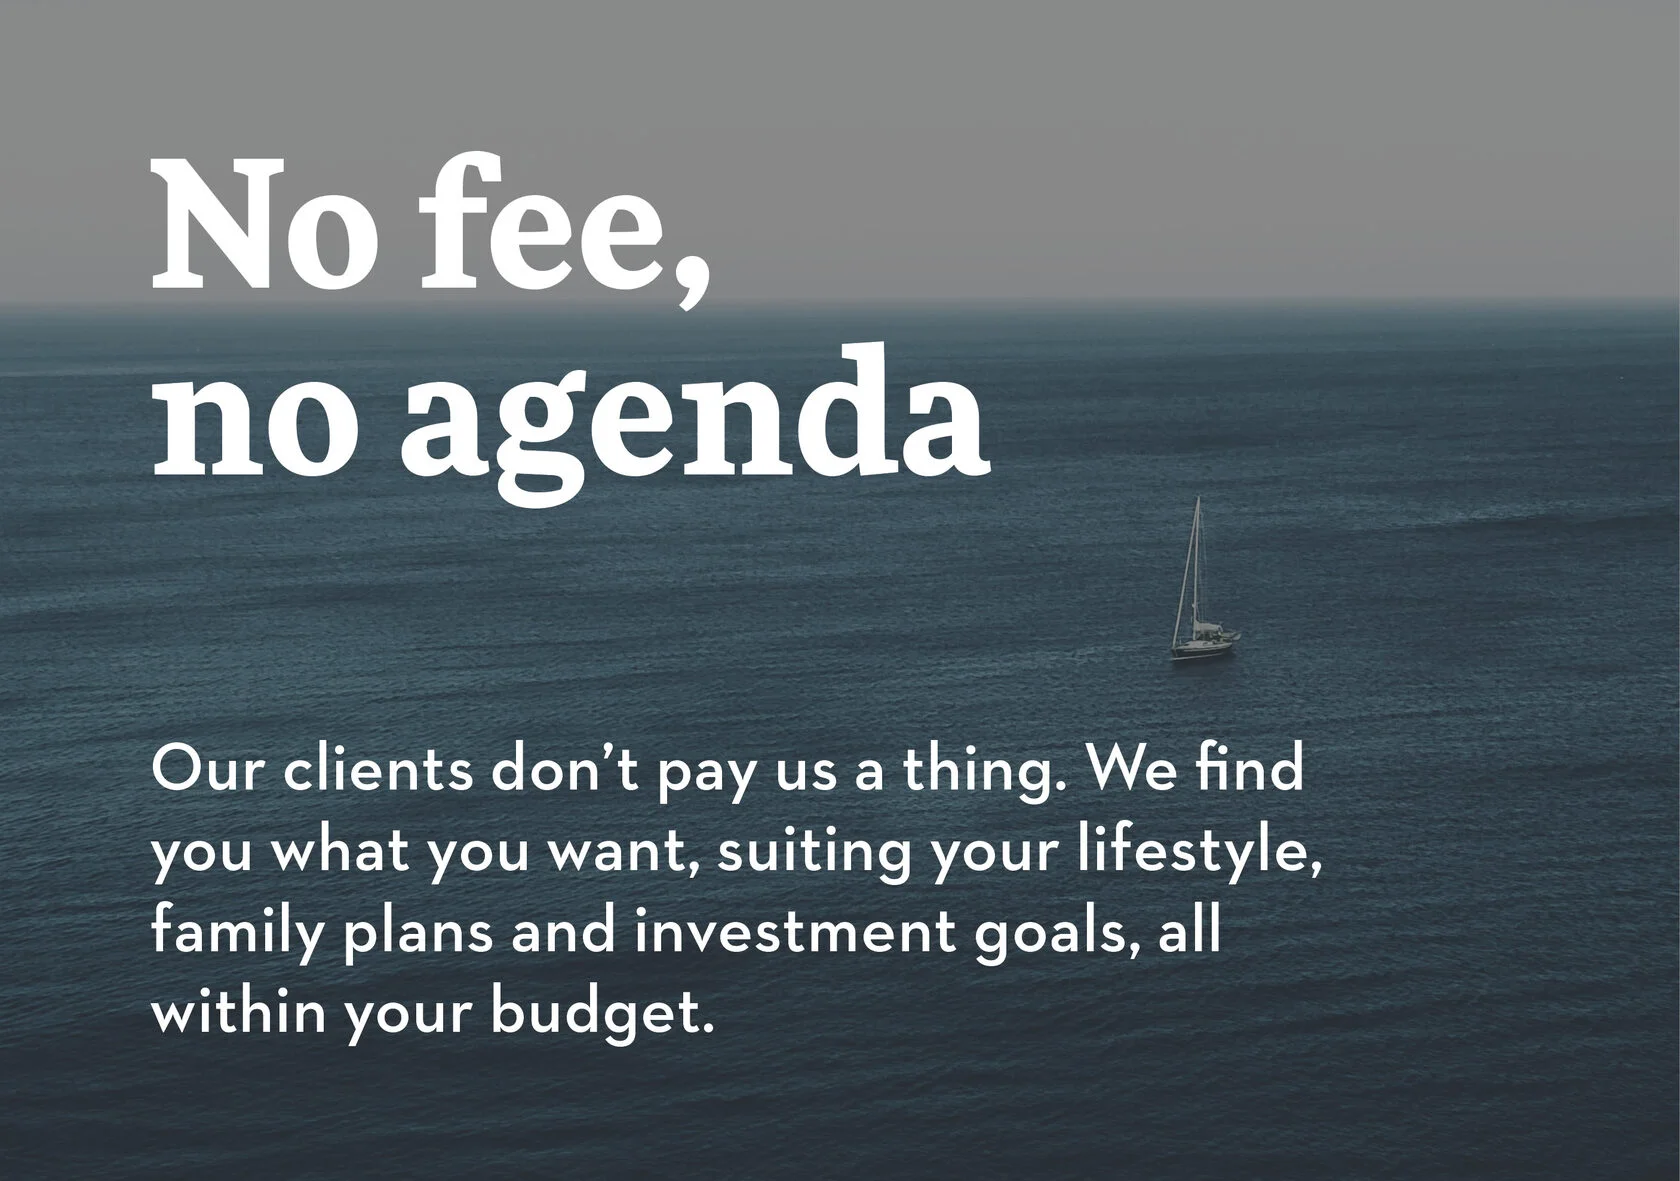 No fee,
no agenda
Our clients don’t pay us a thing. We find
you what you want, suiting your lifestyle,
family plans and investment goals, all
within your budget.